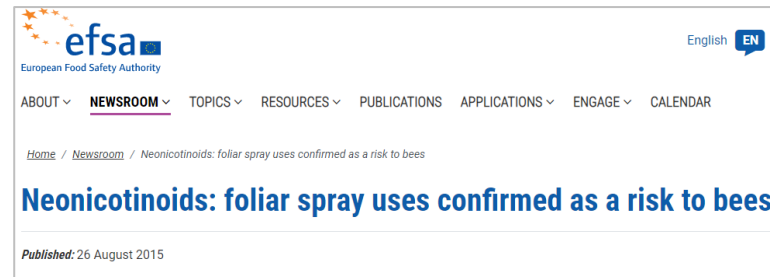 efsa
European Food Safety Authority
English EN
ABOUT NEWSROOM TOPICS RESOURCES PUBLICATIONS APPLICATIONS ENGAGE CALENDAR
Home / Newsroom / Neonicotinoids: foliar spray uses confirmed as a risk to bees
Neonicotinoids: foliar spray uses confirmed as a risk to bees
Published: 26 August 2015